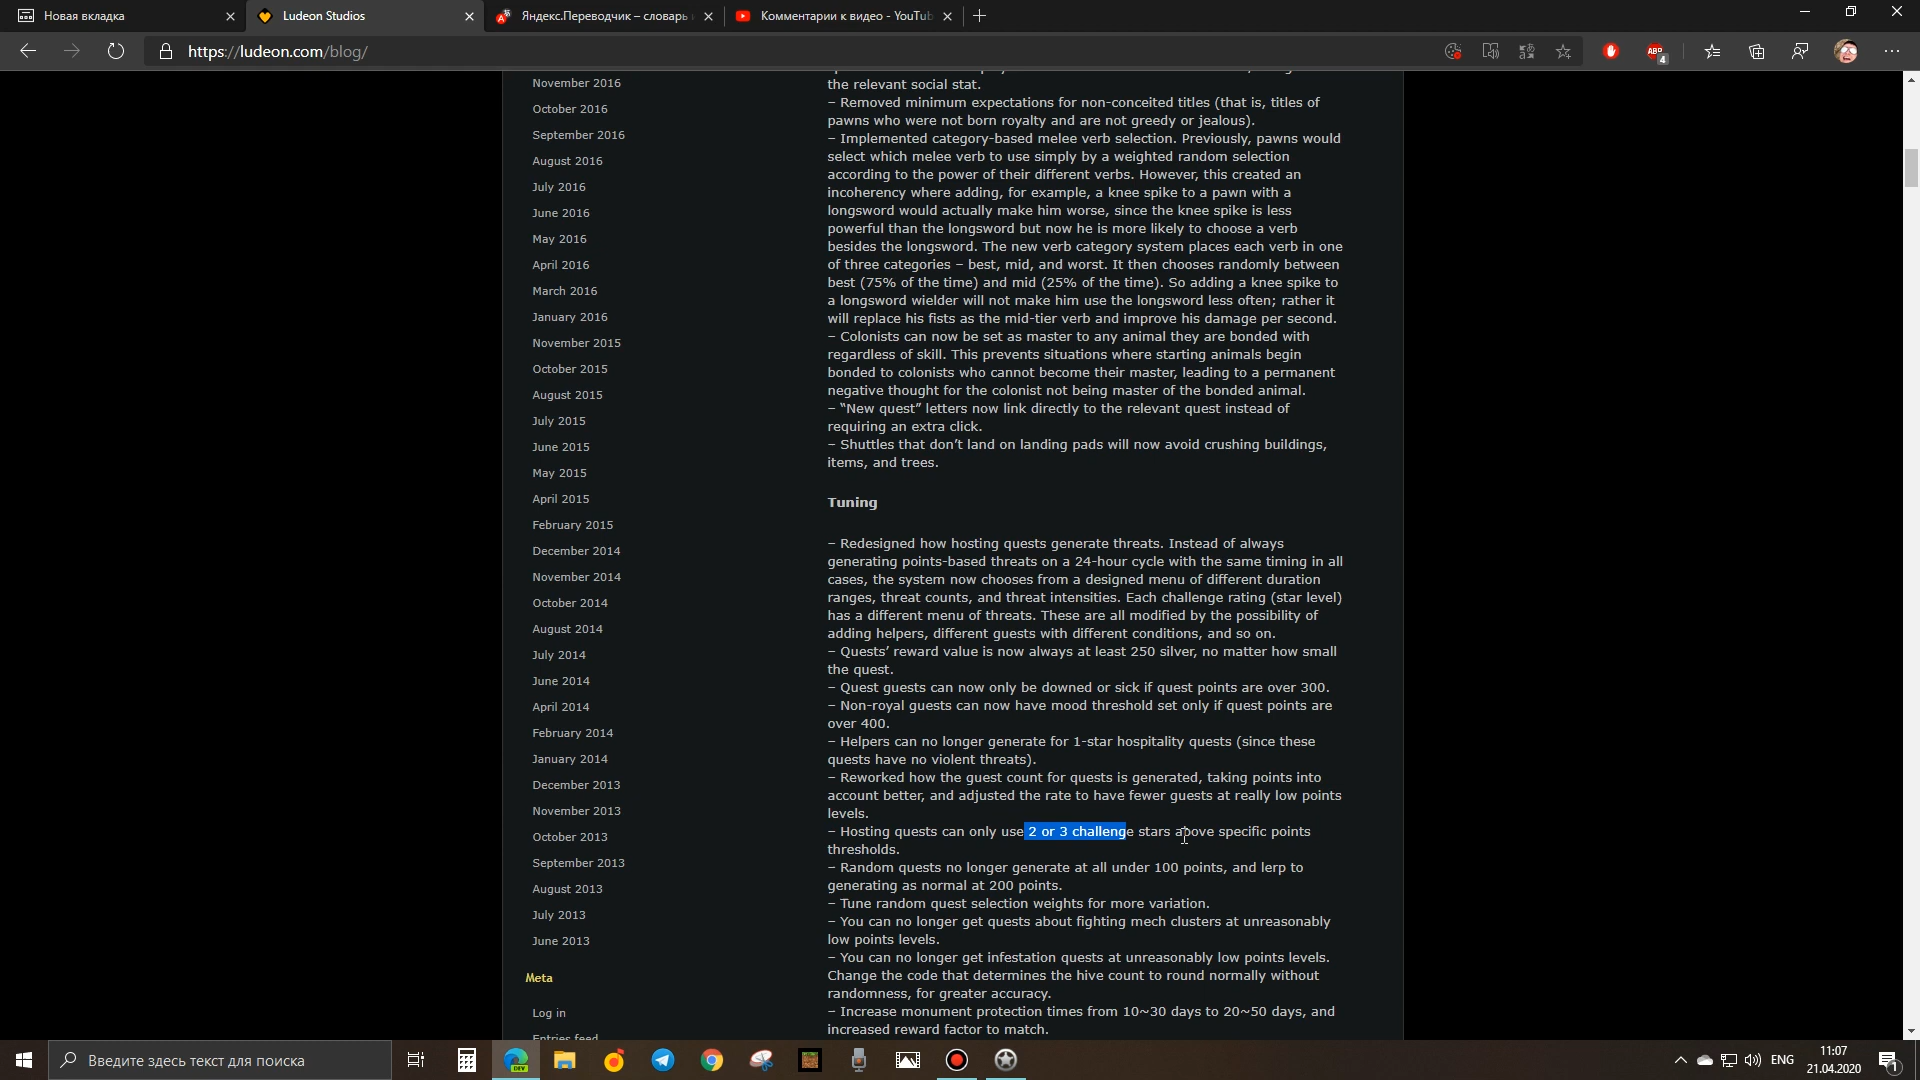 Новая вкладка
Ludeon Studios
Яндекс.Переводчик – словарь
Комментарии к видео - YouTub
https://ludeon.com/blog/
4
November 2016
October 2016
September 2016
August 2016
July 2016
June 2016
May 2016
April 2016
March 2016
January 2016
November 2015
October 2015
August 2015
July 2015
June 2015
May 2015
April 2015
February 2015
December 2014
November 2014
October 2014
August 2014
July 2014
June 2014
April 2014
February 2014
January 2014
December 2013
November 2013
October 2013
September 2013
August 2013
July 2013
June 2013
Meta
Log in
Entries feed
the relevant social stat.
– Removed minimum expectations for non-conceited titles (that is, titles of
pawns who were not born royalty and are not greedy or jealous).
– Implemented category-based melee verb selection. Previously, pawns would
select which melee verb to use simply by a weighted random selection
according to the power of their different verbs. However, this created an
incoherency where adding, for example, a knee spike to a pawn with a
longsword would actually make him worse, since the knee spike is less
powerful than the longsword but now he is more likely to choose a verb
besides the longsword. The new verb category system places each verb in one
of three categories – best, mid, and worst. It then chooses randomly between
best (75% of the time) and mid (25% of the time). So adding a knee spike to
a longsword wielder will not make him use the longsword less often; rather it
will replace his fists as the mid-tier verb and improve his damage per second.
– Colonists can now be set as master to any animal they are bonded with
regardless of skill. This prevents situations where starting animals begin
bonded to colonists who cannot become their master, leading to a permanent
negative thought for the colonist not being master of the bonded animal.
– “New quest” letters now link directly to the relevant quest instead of
requiring an extra click.
– Shuttles that don’t land on landing pads will now avoid crushing buildings,
items, and trees.
Tuning
– Redesigned how hosting quests generate threats. Instead of always
generating points-based threats on a 24-hour cycle with the same timing in all
cases, the system now chooses from a designed menu of different duration
ranges, threat counts, and threat intensities. Each challenge rating (star level)
has a different menu of threats. These are all modified by the possibility of
adding helpers, different guests with different conditions, and so on.
– Quests’ reward value is now always at least 250 silver, no matter how small
the quest.
– Quest guests can now only be downed or sick if quest points are over 300.
– Non-royal guests can now have mood threshold set only if quest points are
over 400.
– Helpers can no longer generate for 1-star hospitality quests (since these
quests have no violent threats).
– Reworked how the guest count for quests is generated, taking points into
account better, and adjusted the rate to have fewer guests at really low points
levels.
– Hosting quests can only use 2 or 3 challenge stars above specific points
thresholds.
– Random quests no longer generate at all under 100 points, and lerp to
generating as normal at 200 points.
– Tune random quest selection weights for more variation.
– You can no longer get quests about fighting mech clusters at unreasonably
low points levels.
– You can no longer get infestation quests at unreasonably low points levels.
Change the code that determines the hive count to round normally without
randomness, for greater accuracy.
– Increase monument protection times from 10~30 days to 20~50 days, and
increased reward factor to match.
Введите здесь текст для поиска
DEV
ENG
11:07
21.04.2020
1